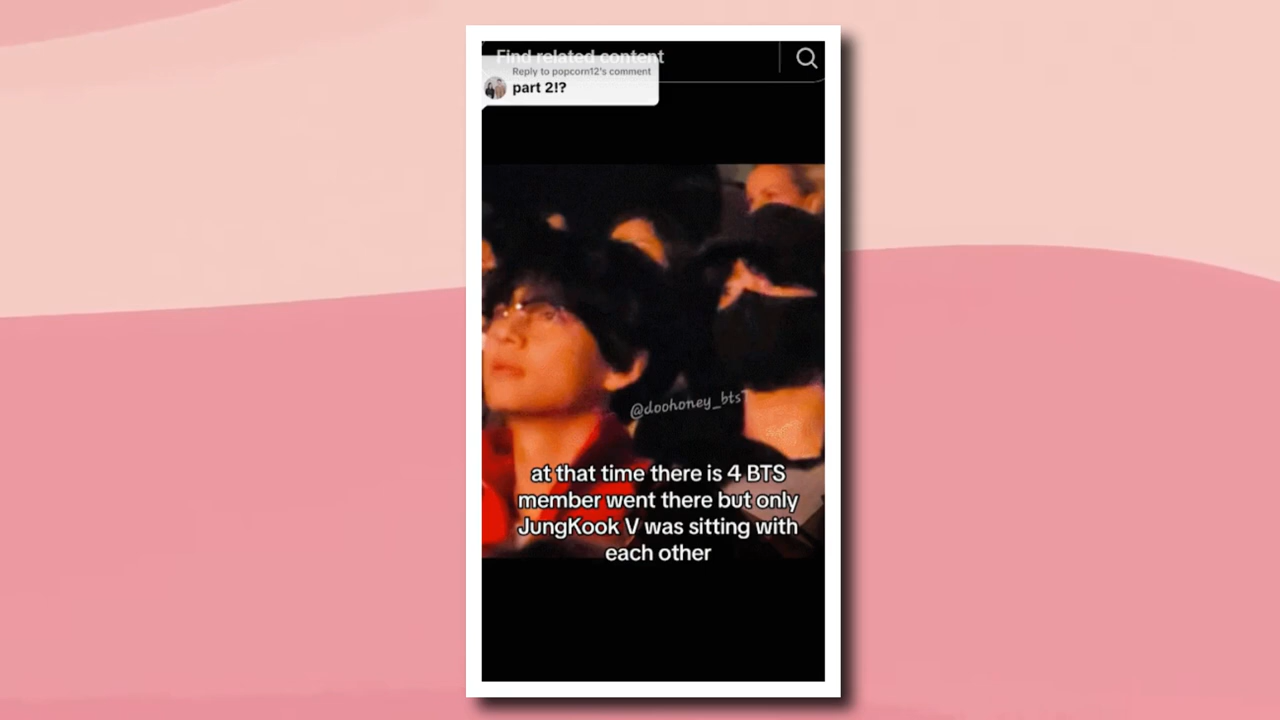 Find related content
Reply to popcorn12's comment
part 2!?
@doohoney_bts
at that time there is 4 BTS
member went there but only
JungKook V was sitting with
each other